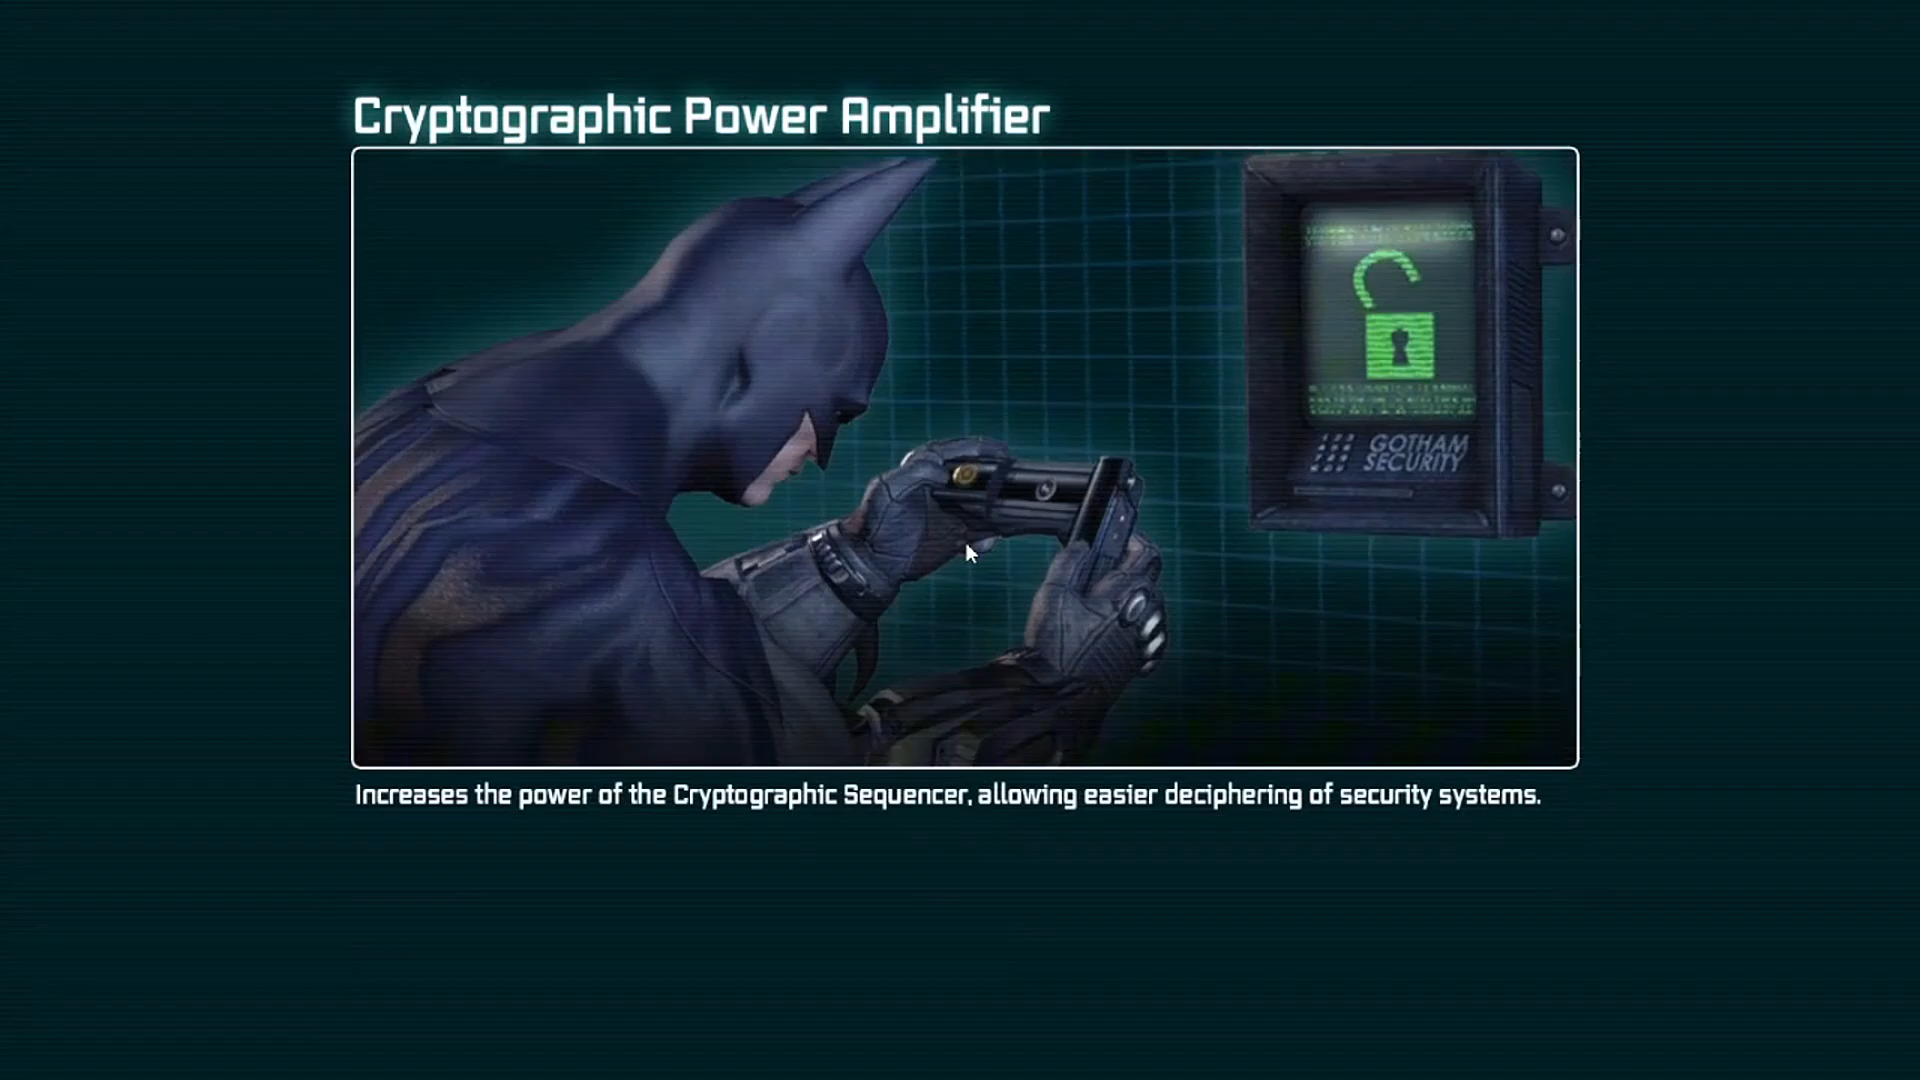 Cryptographic Power Amplifier
GOTHAM
SECURITY
Increases the power of the Cryptographic Sequencer, allowing easier deciphering of security systems.